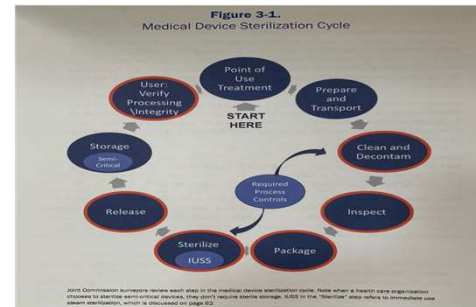 Figure 3-1.
Medical Device Sterilization Cycle
Point of
Use
Treatment
START
HERE
Prepare
and
Transport
Clean and
Decontam
Inspect
Package
Sterilize
IUSS
Release
Storage
Semi-
Critical
User:
Verify
Processing
\Integrity
Required
Process
Controls
Joint Commission surveyors review each step in the medical device sterilization cycle. Note when a health care organization
chooses to sterilize semi-critical devices, they don't require sterile storage. IUSS in the "Sterilize" step refers to immediate use
steam sterilization, which is discussed on page 62.